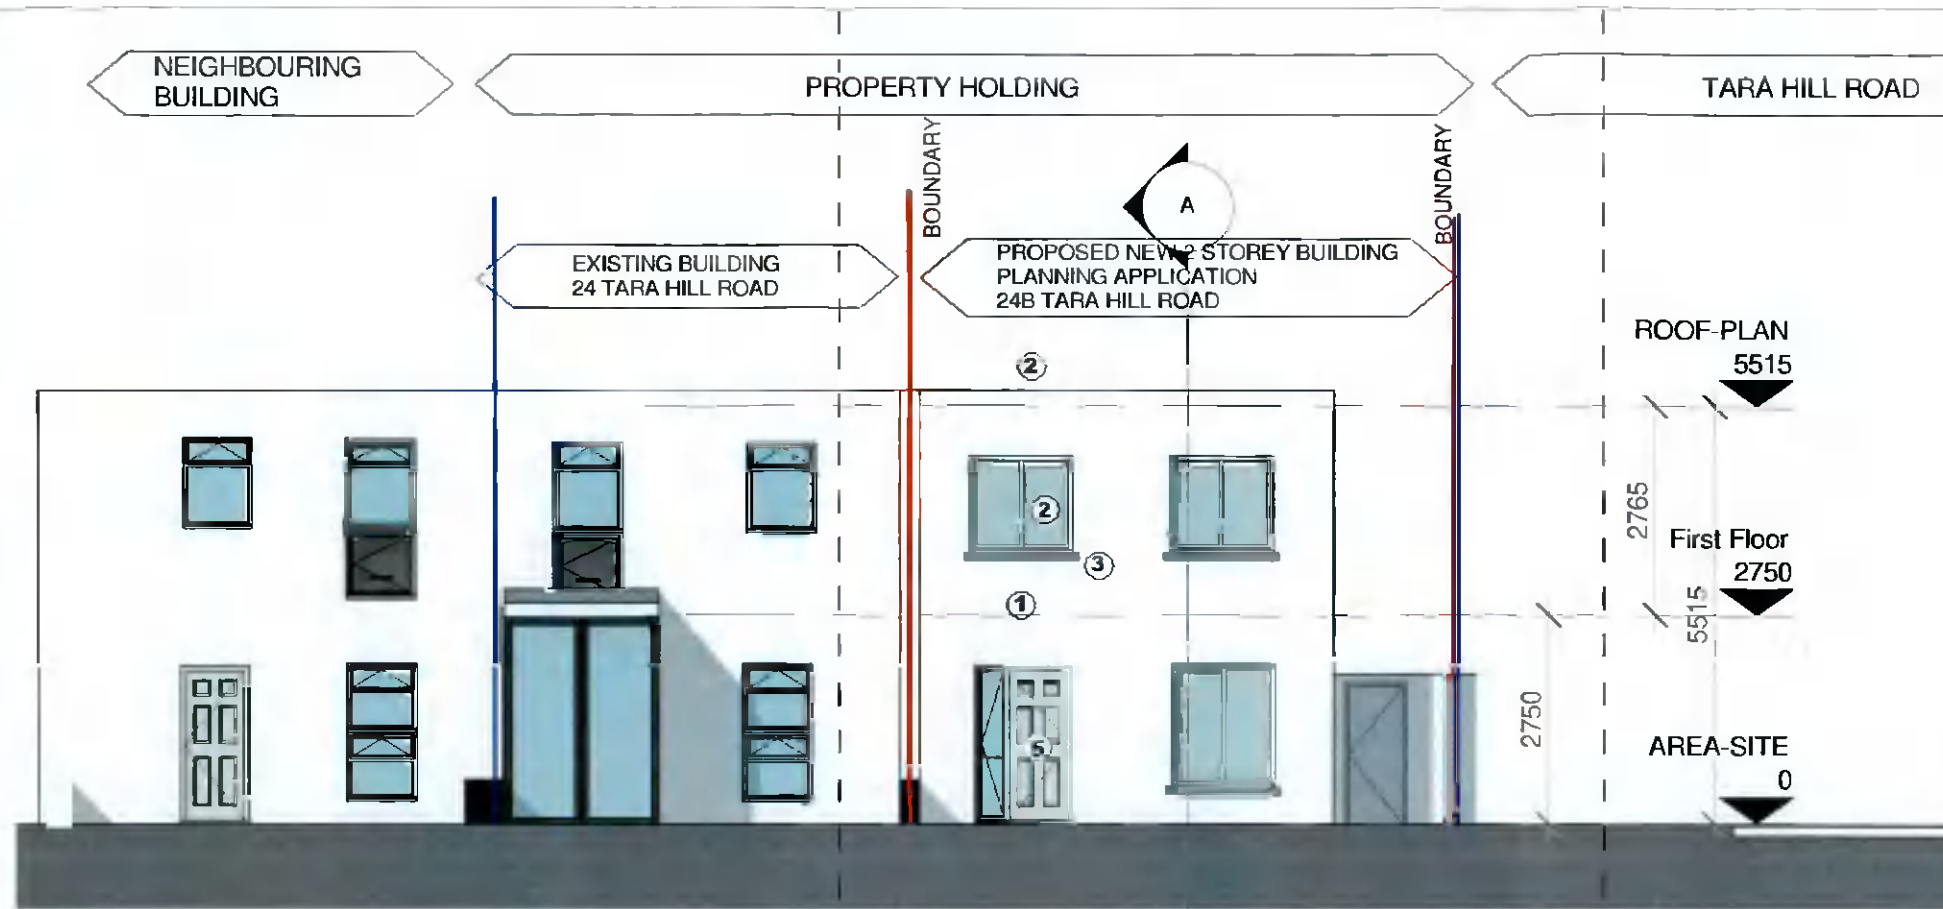 NEIGHBOURING
BUILDING
PROPERTY HOLDING
TARA HILL ROAD
BOUNDARY
BOUNDARY
A
EXISTING BUILDING
24 TARA HILL ROAD
PROPOSED NEW 2 STOREY BUILDING
PLANNING APPLICATION
24B TARA HILL ROAD
ROOF-PLAN
5515
2
2
3
1
5
2765
First Floor
2750
5515
2750
AREA-SITE
0